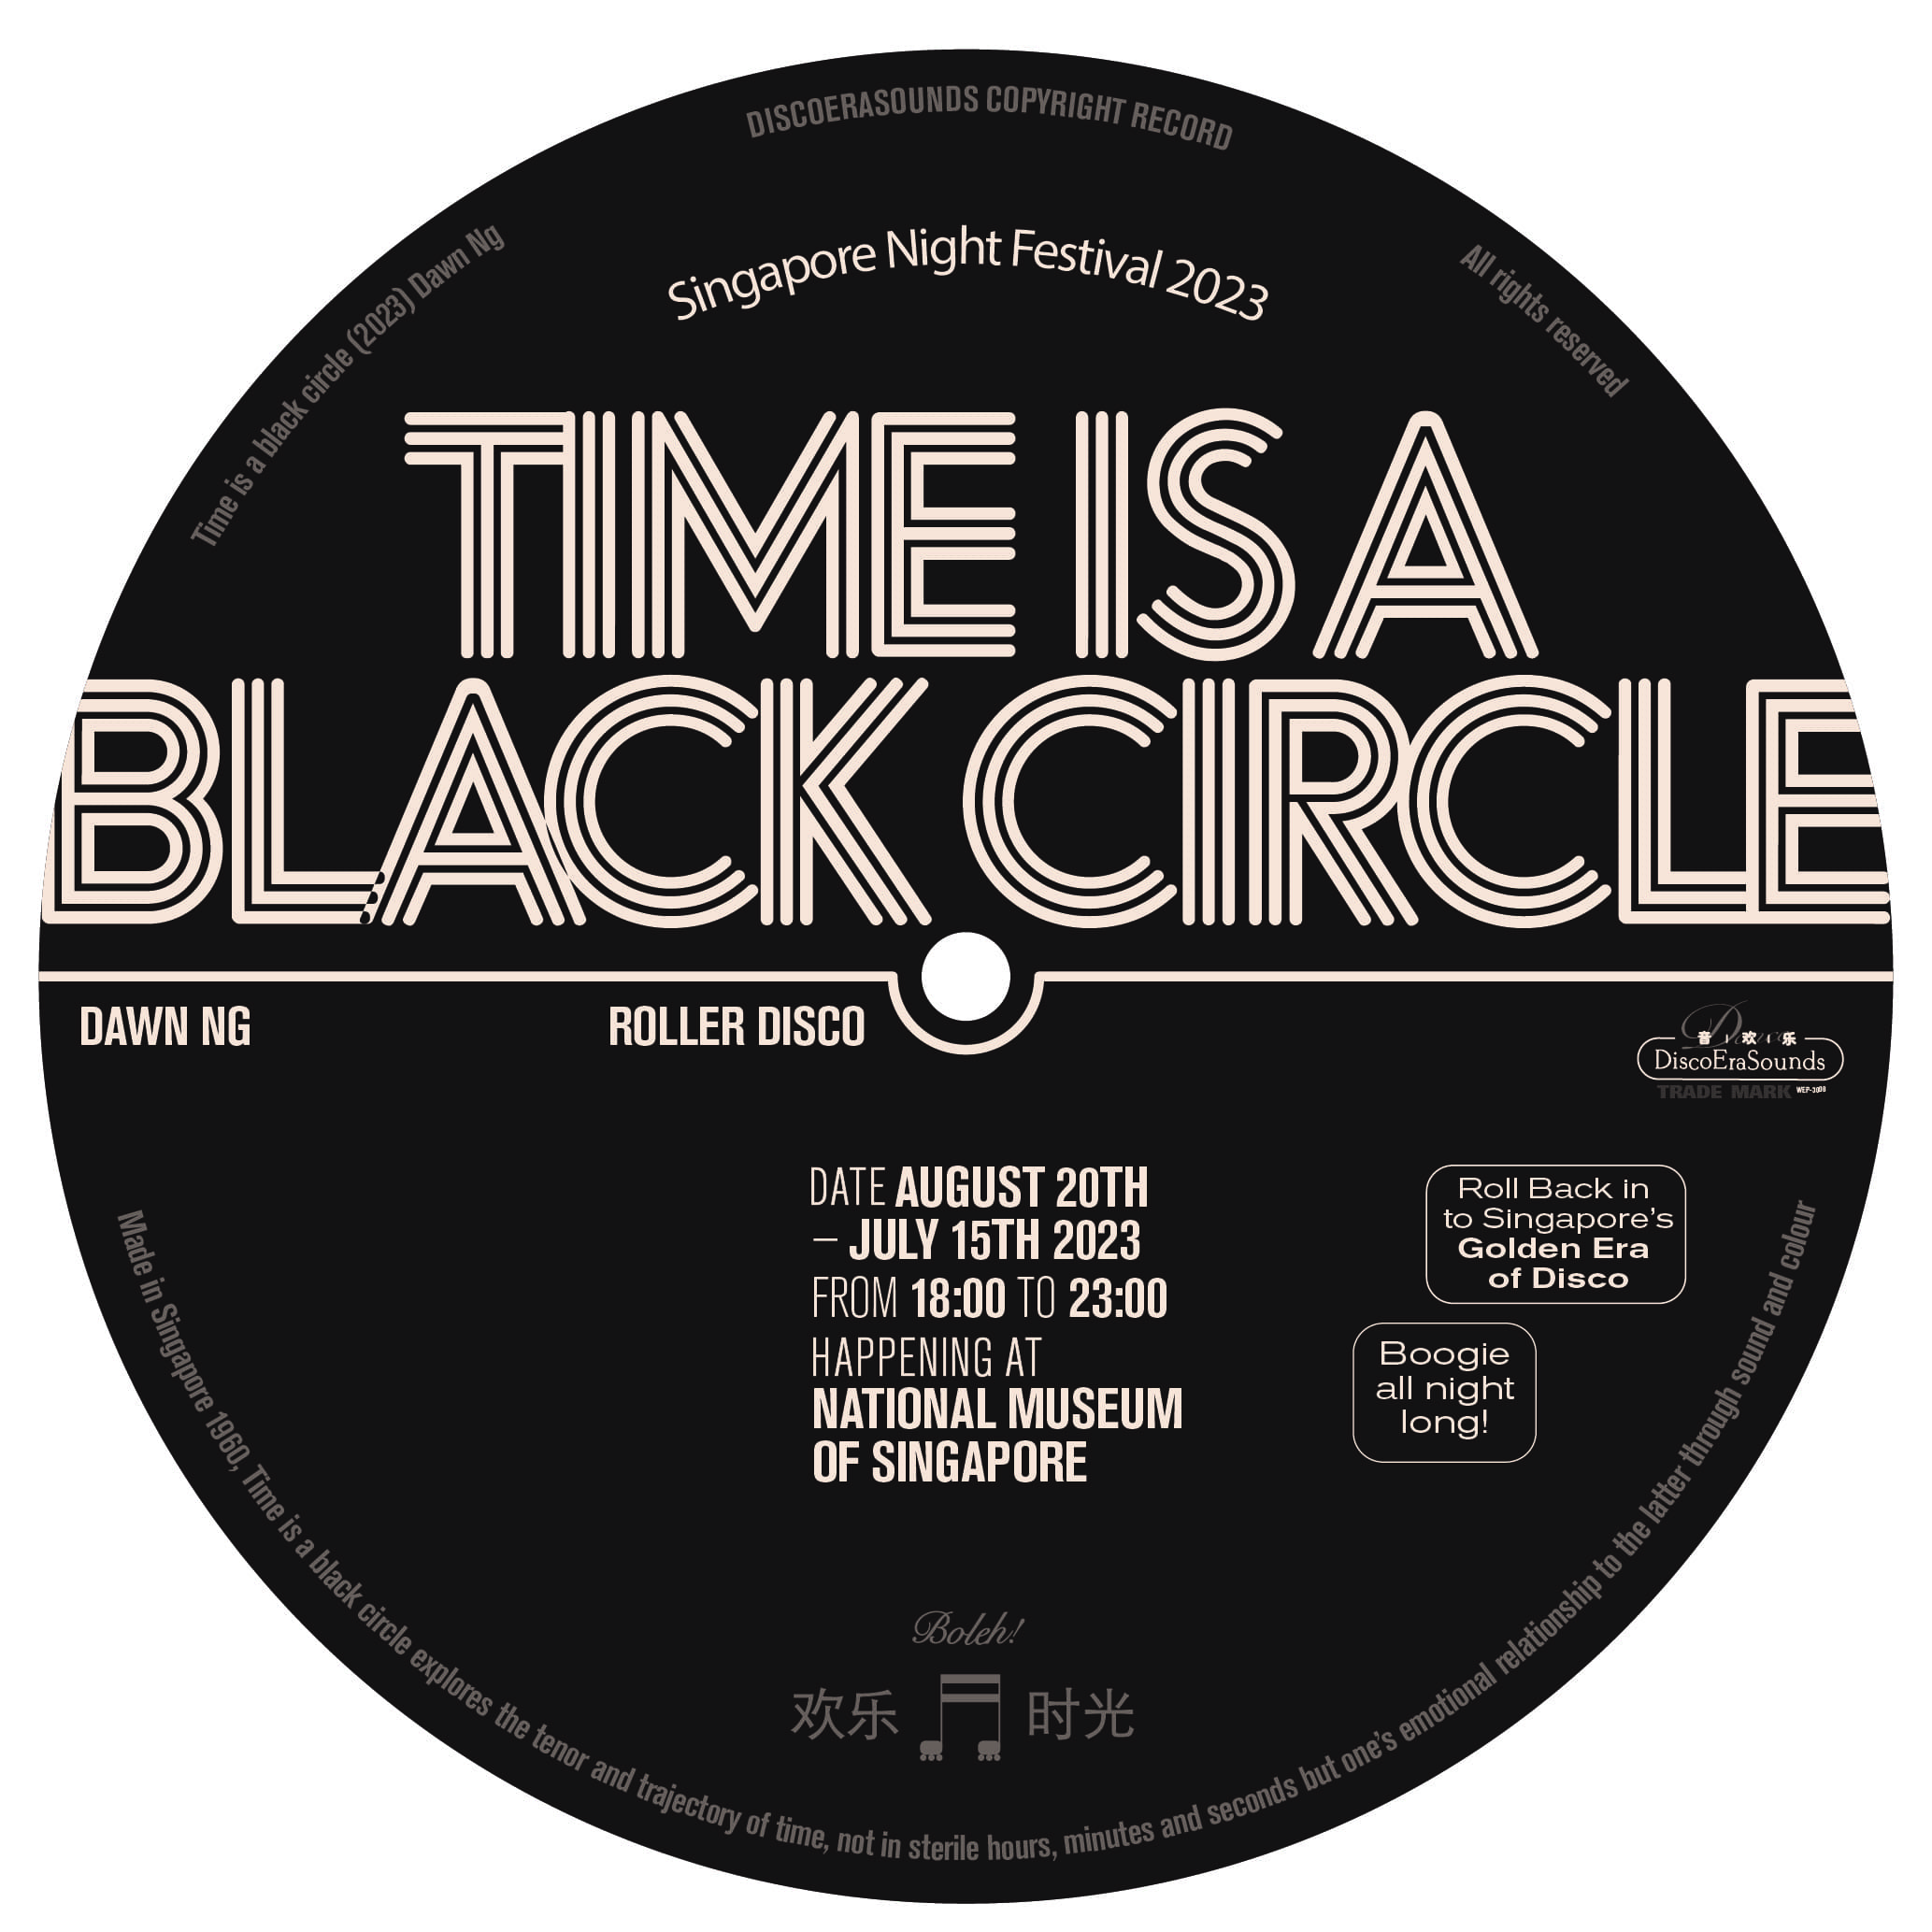 DISCOERASOUNDS COPYRIGHT RECORD
Time is a black circle (2023) Dawn Ng
Singapore Night Festival 2023
All rights reserved
TIME IS A
BLACK CIRCLE
DAWN NG
ROLLER DISCO
音 欢 乐
DiscoEraSounds
TRADE MARK WEP-3008
DATE AUGUST 20TH
– JULY 15TH 2023
FROM 18:00 TO 23:00
HAPPENING AT
NATIONAL MUSEUM
OF SINGAPORE
Roll Back in
to Singapore’s
Golden Era
of Disco
Boogie
all night
long!
Boleh!
欢乐 时光
Made in Singapore 1960, Time is a black circle explores the tenor and trajectory of time, not in sterile hours, minutes and seconds but one’s emotional relationship to the latter through sound and colour